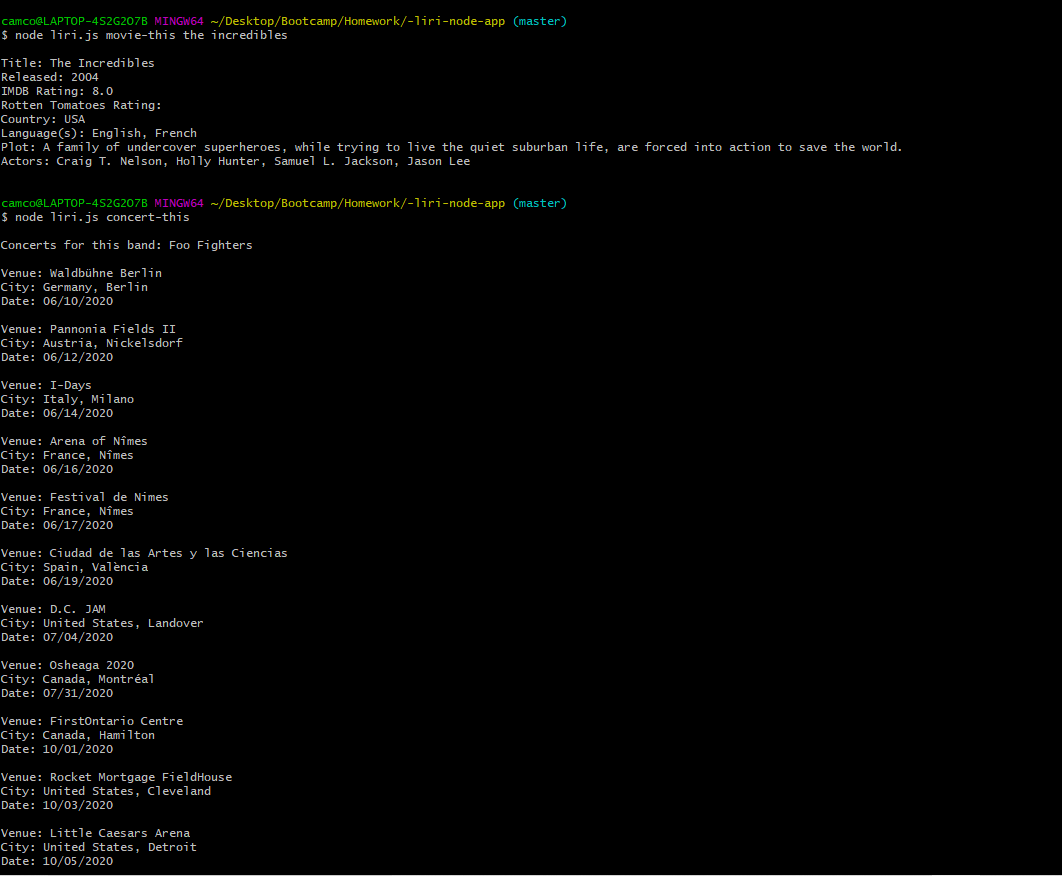 camco@LAPTOP-4S2G2O7B MINGW64 ~/Desktop/Bootcamp/Homework/-liri-node-app (master)
$ node liri.js movie-this the incredibles
Title: The Incredibles
Released: 2004
IMDB Rating: 8.0
Rotten Tomatoes Rating:
Country: USA
Language(s): English, French
Plot: A family of undercover superheroes, while trying to live the quiet suburban life, are forced into action to save the world.
Actors: Craig T. Nelson, Holly Hunter, Samuel L. Jackson, Jason Lee
camco@LAPTOP-4S2G2O7B MINGW64 ~/Desktop/Bootcamp/Homework/-liri-node-app (master)
$ node liri.js concert-this
Concerts for this band: Foo Fighters
Venue: Waldbühne Berlin
City: Germany, Berlin
Date: 06/10/2020
Venue: Pannonia Fields II
City: Austria, Nickelsdorf
Date: 06/12/2020
Venue: I-Days
City: Italy, Milano
Date: 06/14/2020
Venue: Arena of Nîmes
City: France, Nîmes
Date: 06/16/2020
Venue: Festival de Nimes
City: France, Nîmes
Date: 06/17/2020
Venue: Ciudad de las Artes y las Ciencias
City: Spain, València
Date: 06/19/2020
Venue: D.C. JAM
City: United States, Landover
Date: 07/04/2020
Venue: Osheaga 2020
City: Canada, Montréal
Date: 07/31/2020
Venue: FirstOntario Centre
City: Canada, Hamilton
Date: 10/01/2020
Venue: Rocket Mortgage FieldHouse
City: United States, Cleveland
Date: 10/03/2020
Venue: Little Caesars Arena
City: United States, Detroit
Date: 10/05/2020